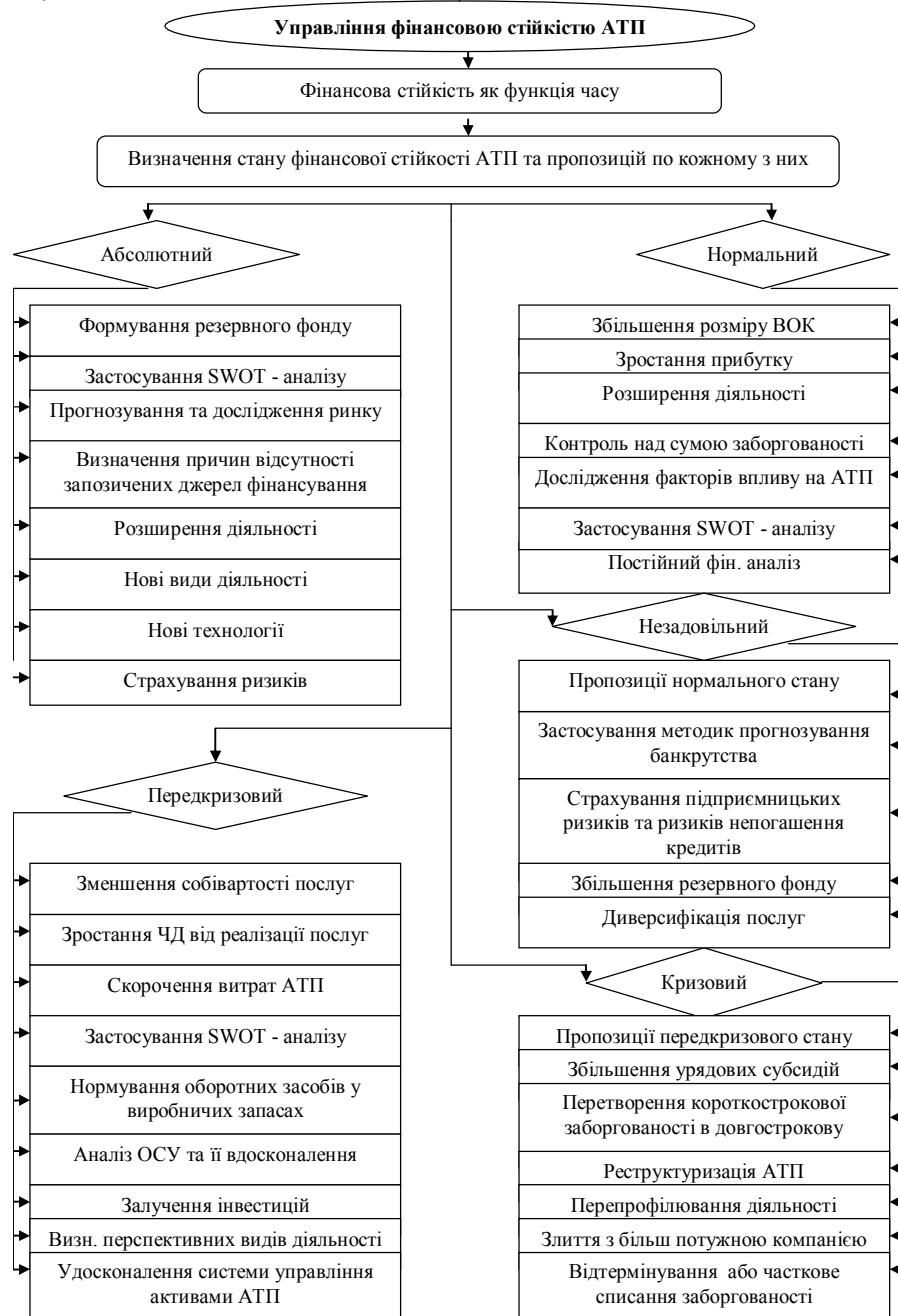 Управління фінансовою стійкістю АТП
Фінансова стійкість як функція часу
Визначення стану фінансової стійкості АТП та пропозицій по кожному з них
Абсолютний
Формування резервного фонду
Застосування SWOT - аналізу
Прогнозування та дослідження ринку
Визначення причин відсутності
запозичених джерел фінансування
Розширення діяльності
Нові види діяльності
Нові технології
Страхування ризиків
Нормальний
Збільшення розміру ВОК
Зростання прибутку
Розширення діяльності
Контроль над сумою заборгованості
Дослідження факторів впливу на АТП
Застосування SWOT - аналізу
Постійний фін. аналіз
Незадовільний
Пропозиції нормального стану
Застосування методик прогнозування
банкрутства
Страхування підприємницьких
ризиків та ризиків непогашення
кредитів
Збільшення резервного фонду
Диверсифікація послуг
Передкризовий
Зменшення собівартості послуг
Зростання ЧД від реалізації послуг
Скорочення витрат АТП
Застосування SWOT - аналізу
Нормування оборотних засобів у
виробничих запасах
Аналіз ОСУ та її вдосконалення
Залучення інвестицій
Визн. перспективних видів діяльності
Удосконалення системи управління
активами АТП
Кризовий
Пропозиції передкризового стану
Збільшення урядових субсидій
Перетворення короткострокової
заборгованості в довгострокову
Реструктуризація АТП
Перепрофілювання діяльності
Злиття з більш потужною компанією
Відтермінування або часткове
списання заборгованості